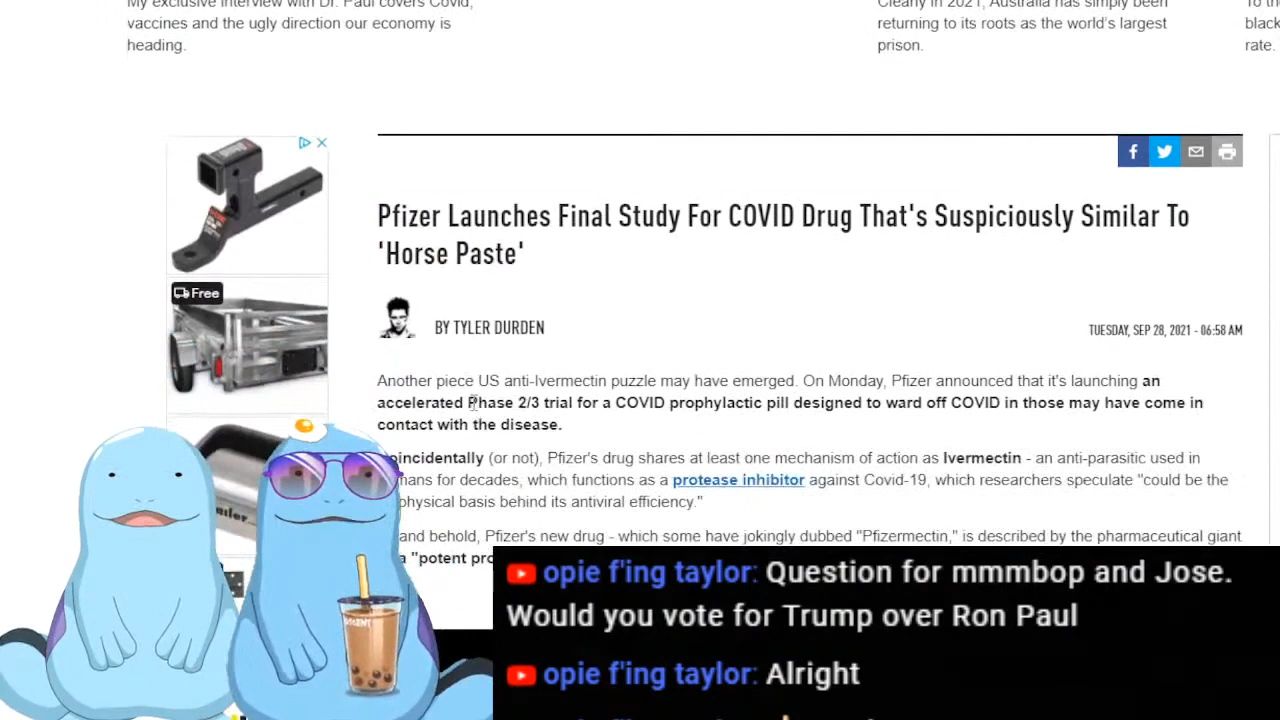 My exclusive interview with Dr. Paul covers Covid,
vaccines and the ugly direction our economy is
heading.
Clearly in 2021, Australia has simply been
returning to its roots as the world's largest
prison.
To th
black
rate.
Free
Pfizer Launches Final Study For COVID Drug That's Suspiciously Similar To
'Horse Paste'
BY TYLER DURDEN
TUESDAY, SEP 28, 2021 - 06:58 AM
Another piece US anti-Ivermectin puzzle may have emerged. On Monday, Pfizer announced that it's launching an
accelerated Phase 2/3 trial for a COVID prophylactic pill designed to ward off COVID in those may have come in
contact with the disease.
oincidentally (or not), Pfizer's drug shares at least one mechanism of action as Ivermectin - an anti-parasitic used in
mans for decades, which functions as a protease inhibitor against Covid-19, which researchers speculate "could be the
physical basis behind its antiviral efficiency."
and behold, Pfizer's new drug - which some have jokingly dubbed "Pfizermectin," is described by the pharmaceutical giant
a "potent pro
opie f'ing taylor: Question for mmmbop and Jose.
Would you vote for Trump over Ron Paul
opie f'ing taylor: Alright